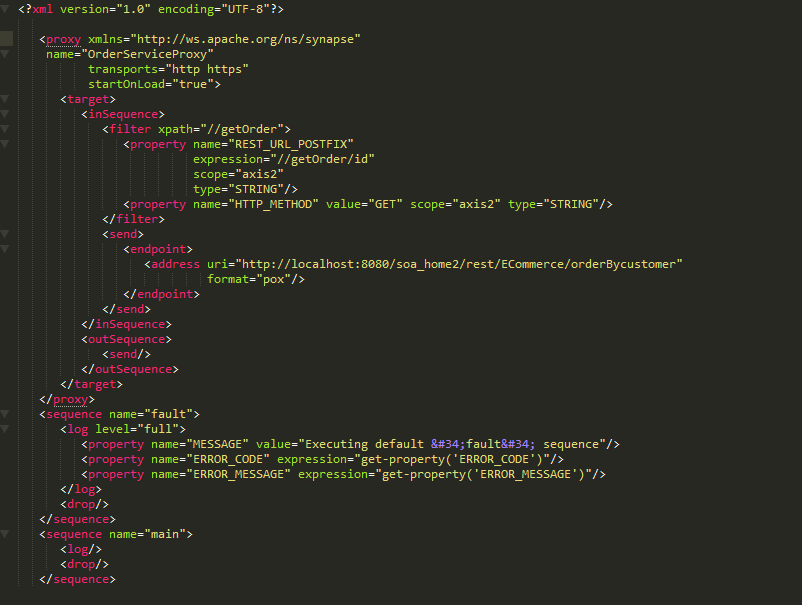 <?xml version="1.0" encoding="UTF-8"?>
<proxy xmlns="http://ws.apache.org/ns/synapse"
name="OrderServiceProxy"
transports="http https"
startOnLoad="true">
<target>
<inSequence>
<filter xpath="//getOrder">
<property name="REST_URL_POSTFIX"
expression="//getOrder/id"
scope="axis2"
type="STRING"/>
<property name="HTTP_METHOD" value="GET" scope="axis2" type="STRING"/>
</filter>
<send>
<endpoint>
<address uri="http://localhost:8080/soa_home2/rest/ECommerce/orderBycustomer"
format="pox"/>
</endpoint>
</send>
</inSequence>
<outSequence>
<send/>
</outSequence>
</target>
</proxy>
<sequence name="fault">
<log level="full">
<property name="MESSAGE" value="Executing default &#34;fault&#34; sequence"/>
<property name="ERROR_CODE" expression="get-property('ERROR_CODE')"/>
<property name="ERROR_MESSAGE" expression="get-property('ERROR_MESSAGE')"/>
</log>
<drop/>
</sequence>
<sequence name="main">
<log/>
<drop/>
</sequence>